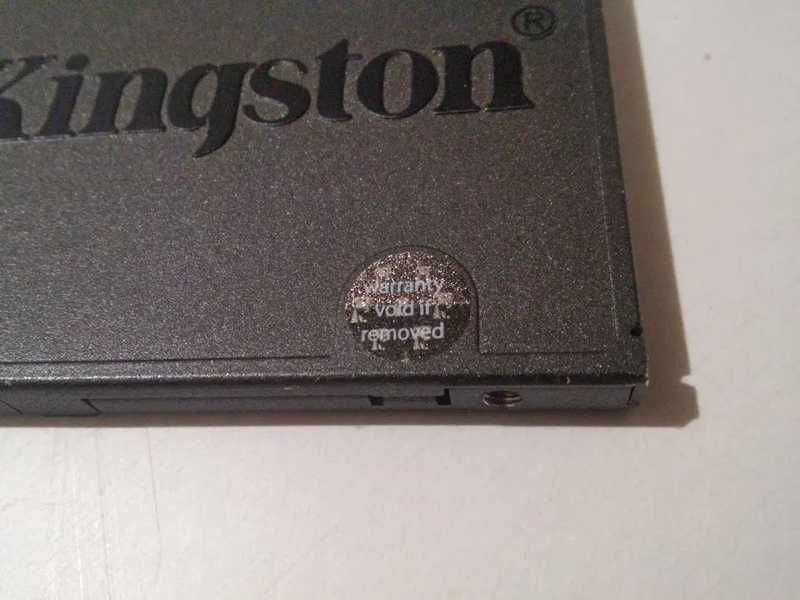 Kingston®
warranty
void if
removed